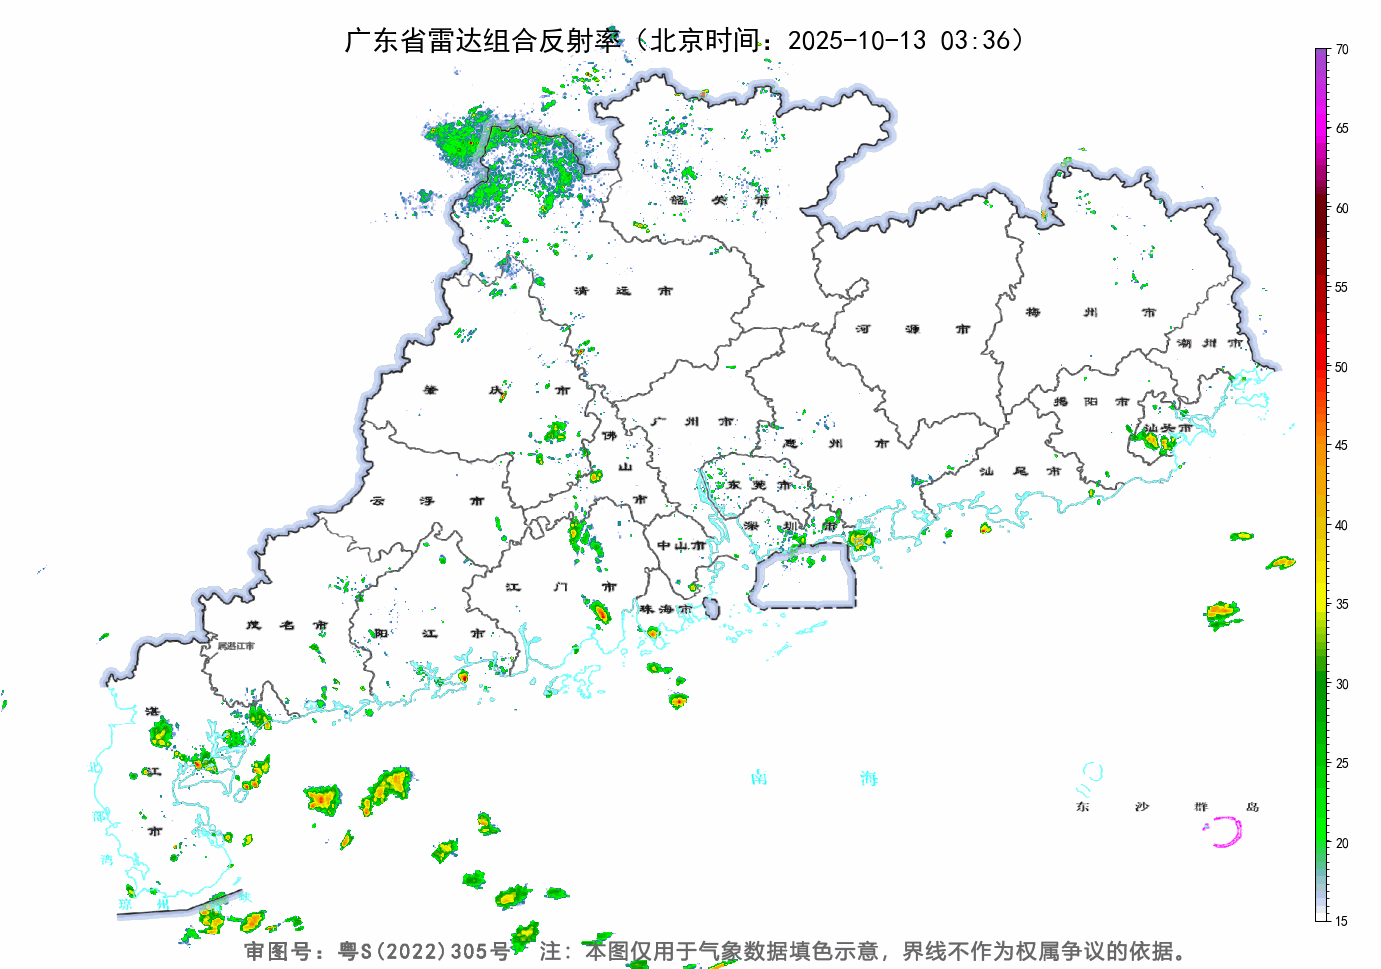 广东省雷达组合反射率（北京时间：2025-10-13 03:36）
70
65
60
55
50
45
40
35
30
25
20
15
韶关市
清远市
河源市
梅州市
潮州市
肇庆市
广州市
佛山市
惠州市
揭阳市
汕头市
汕尾市
云浮市
东莞市
深圳市
中山市
江门市
珠海市
茂名市
阳江市
属湛江市
湛江市
北部湾
琼州海峡
南海
东沙群岛
审图号：粤S(2022)305号 注：本图仅用于气象数据填色示意，界线不作为权属争议的依据。